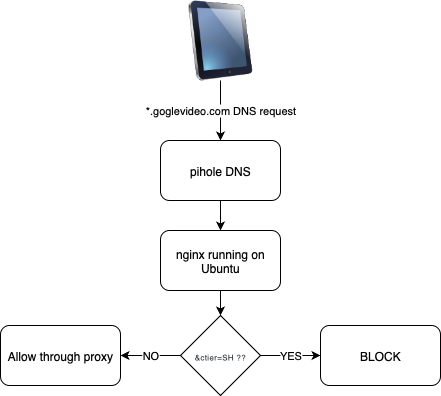 *.goglevideo.com DNS request
pihole DNS
nginx running on
Ubuntu
&ctier=SH ??
Allow through proxy
NO
YES
BLOCK